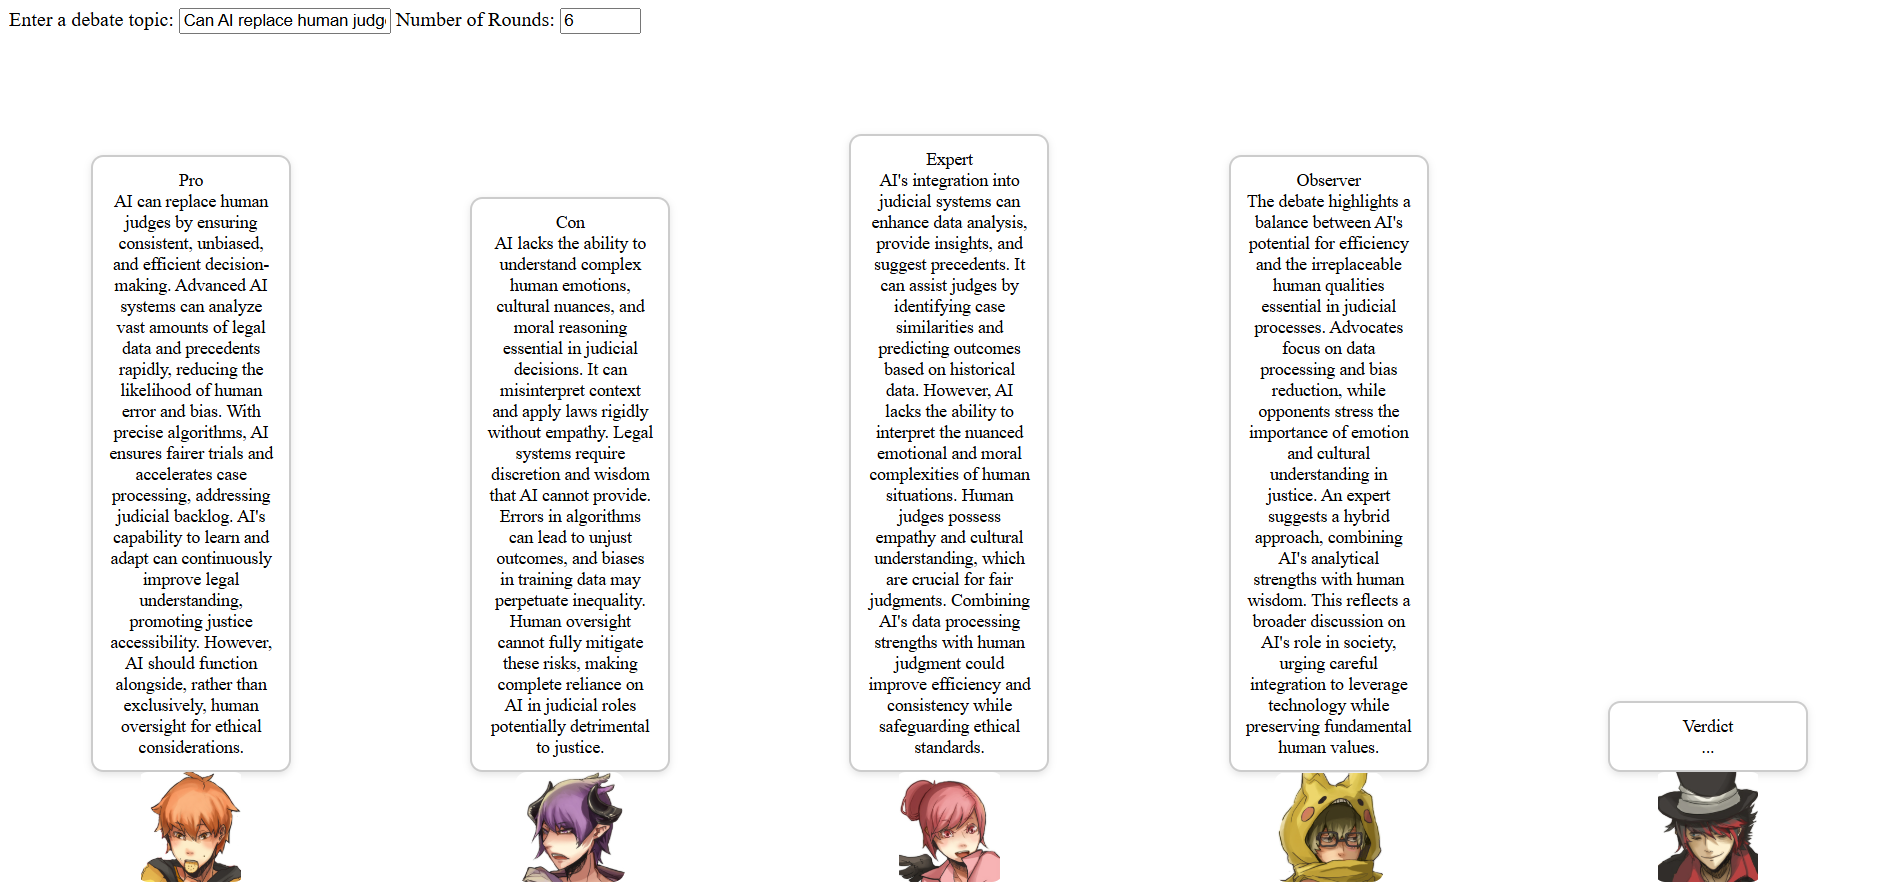 Enter a debate topic: Can AI replace human judg Number of Rounds: 6
Pro
AI can replace human
judges by ensuring
consistent, unbiased,
and efficient decision-
making. Advanced AI
systems can analyze
vast amounts of legal
data and precedents
rapidly, reducing the
likelihood of human
error and bias. With
precise algorithms, AI
ensures fairer trials and
accelerates case
processing, addressing
judicial backlog. AI's
capability to learn and
adapt can continuously
improve legal
understanding,
promoting justice
accessibility. However,
AI should function
alongside, rather than
exclusively, human
oversight for ethical
considerations.
Con
AI lacks the ability to
understand complex
human emotions,
cultural nuances, and
moral reasoning
essential in judicial
decisions. It can
misinterpret context
and apply laws rigidly
without empathy. Legal
systems require
discretion and wisdom
that AI cannot provide.
Errors in algorithms
can lead to unjust
outcomes, and biases
in training data may
perpetuate inequality.
Human oversight
cannot fully mitigate
these risks, making
complete reliance on
AI in judicial roles
potentially detrimental
to justice.
Expert
AI's integration into
judicial systems can
enhance data analysis,
provide insights, and
suggest precedents. It
can assist judges by
identifying case
similarities and
predicting outcomes
based on historical
data. However, AI
lacks the ability to
interpret the nuanced
emotional and moral
complexities of human
situations. Human
judges possess
empathy and cultural
understanding, which
are crucial for fair
judgments. Combining
AI's data processing
strengths with human
judgment could
improve efficiency and
consistency while
safeguarding ethical
standards.
Observer
The debate highlights a
balance between AI's
potential for efficiency
and the irreplaceable
human qualities
essential in judicial
processes. Advocates
focus on data
processing and bias
reduction, while
opponents stress the
importance of emotion
and cultural
understanding in
justice. An expert
suggests a hybrid
approach, combining
AI's analytical
strengths with human
wisdom. This reflects a
broader discussion on
AI's role in society,
urging careful
integration to leverage
technology while
preserving fundamental
human values.
Verdict
...